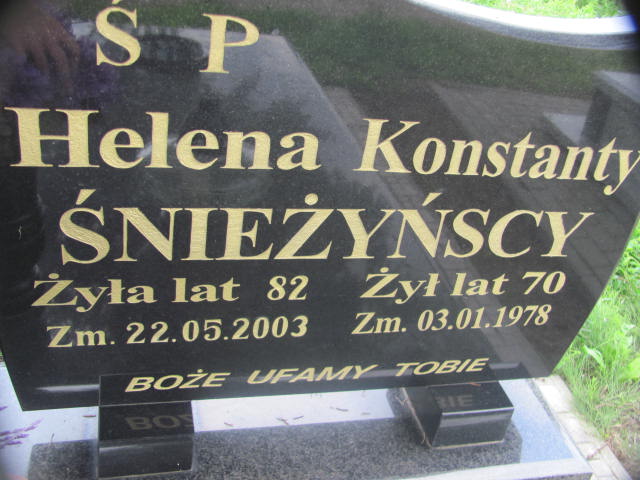 Ś P
Helena Konstanty
ŚNIEŻYŃSCY
Żyła lat 82 Żył lat 70
Zm. 22.05.2003 Zm. 03.01.1978
BOŻE UFAMY TOBIE